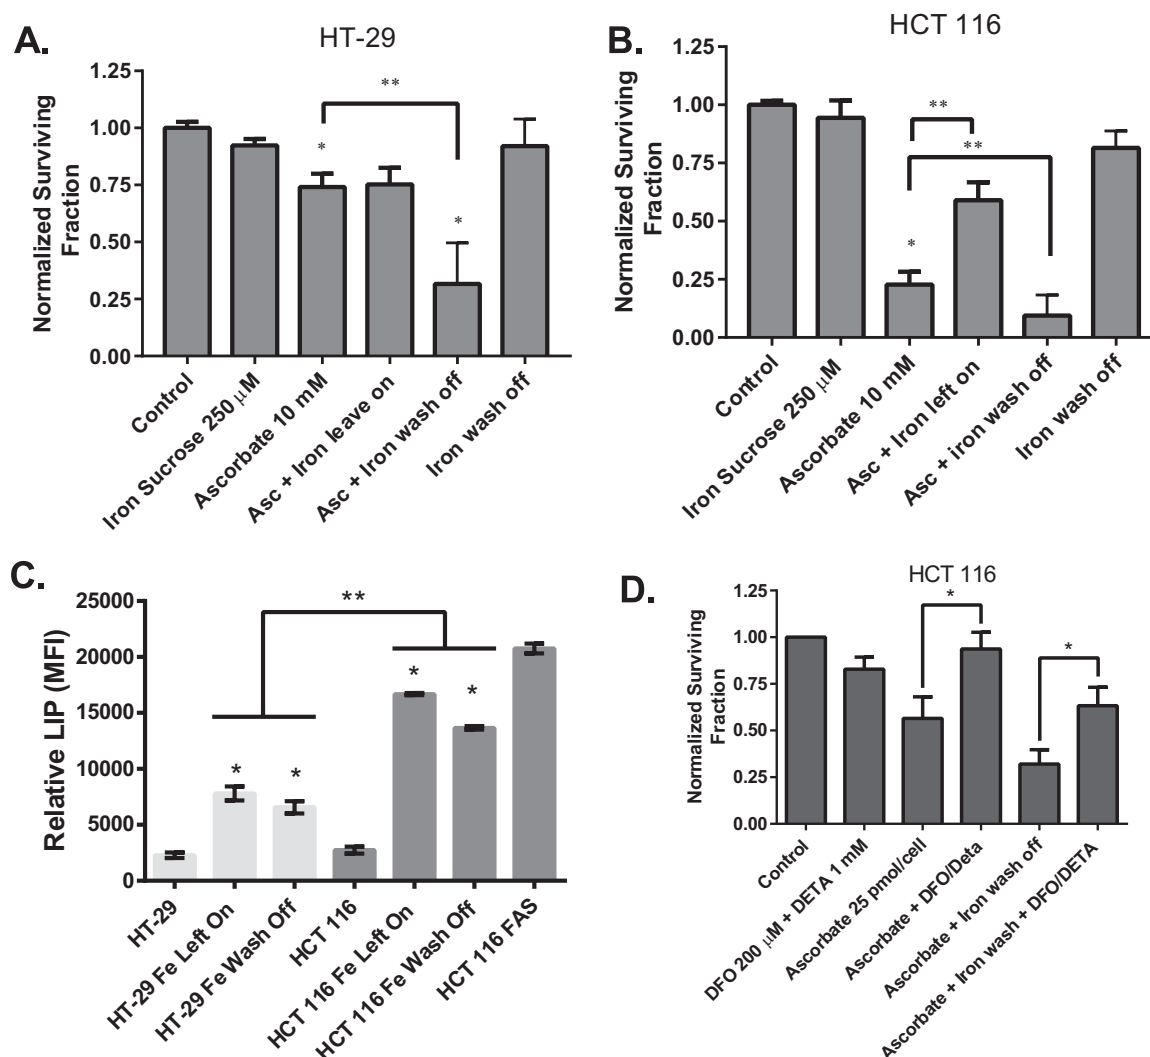 A.
HT-29
Normalized Surviving
Fraction
1.25
1.00
0.75
0.50
0.25
0.00
**
*
*
Control
Iron Sucrose 250 μM
Ascorbate 10 mM
Asc + Iron leave on
Asc + Iron wash off
Iron wash off
B.
HCT 116
Normalized Surviving
Fraction
1.25
1.00
0.75
0.50
0.25
0.00
**
**
*
Control
Iron Sucrose 250 μM
Ascorbate 10 mM
Asc + Iron left on
Asc + iron wash off
Iron wash off
C.
Relative LIP (MFI)
25000
20000
15000
10000
5000
0
**
*
*
*
*
HT-29
HT-29 Fe Left On
HT-29 Fe Wash Off
HCT 116
HCT 116 Fe Left On
HCT 116 Fe Wash Off
HCT 116 FAS
D.
HCT 116
Normalized Surviving
Fraction
1.25
1.00
0.75
0.50
0.25
0.00
*
*
Control
DFO 200 μM + DETA 1 mM
Ascorbate 25 pmol/cell
Ascorbate + DFO/Deta
Ascorbate + Iron wash off
Ascorbate + Iron wash + DFO/DETA